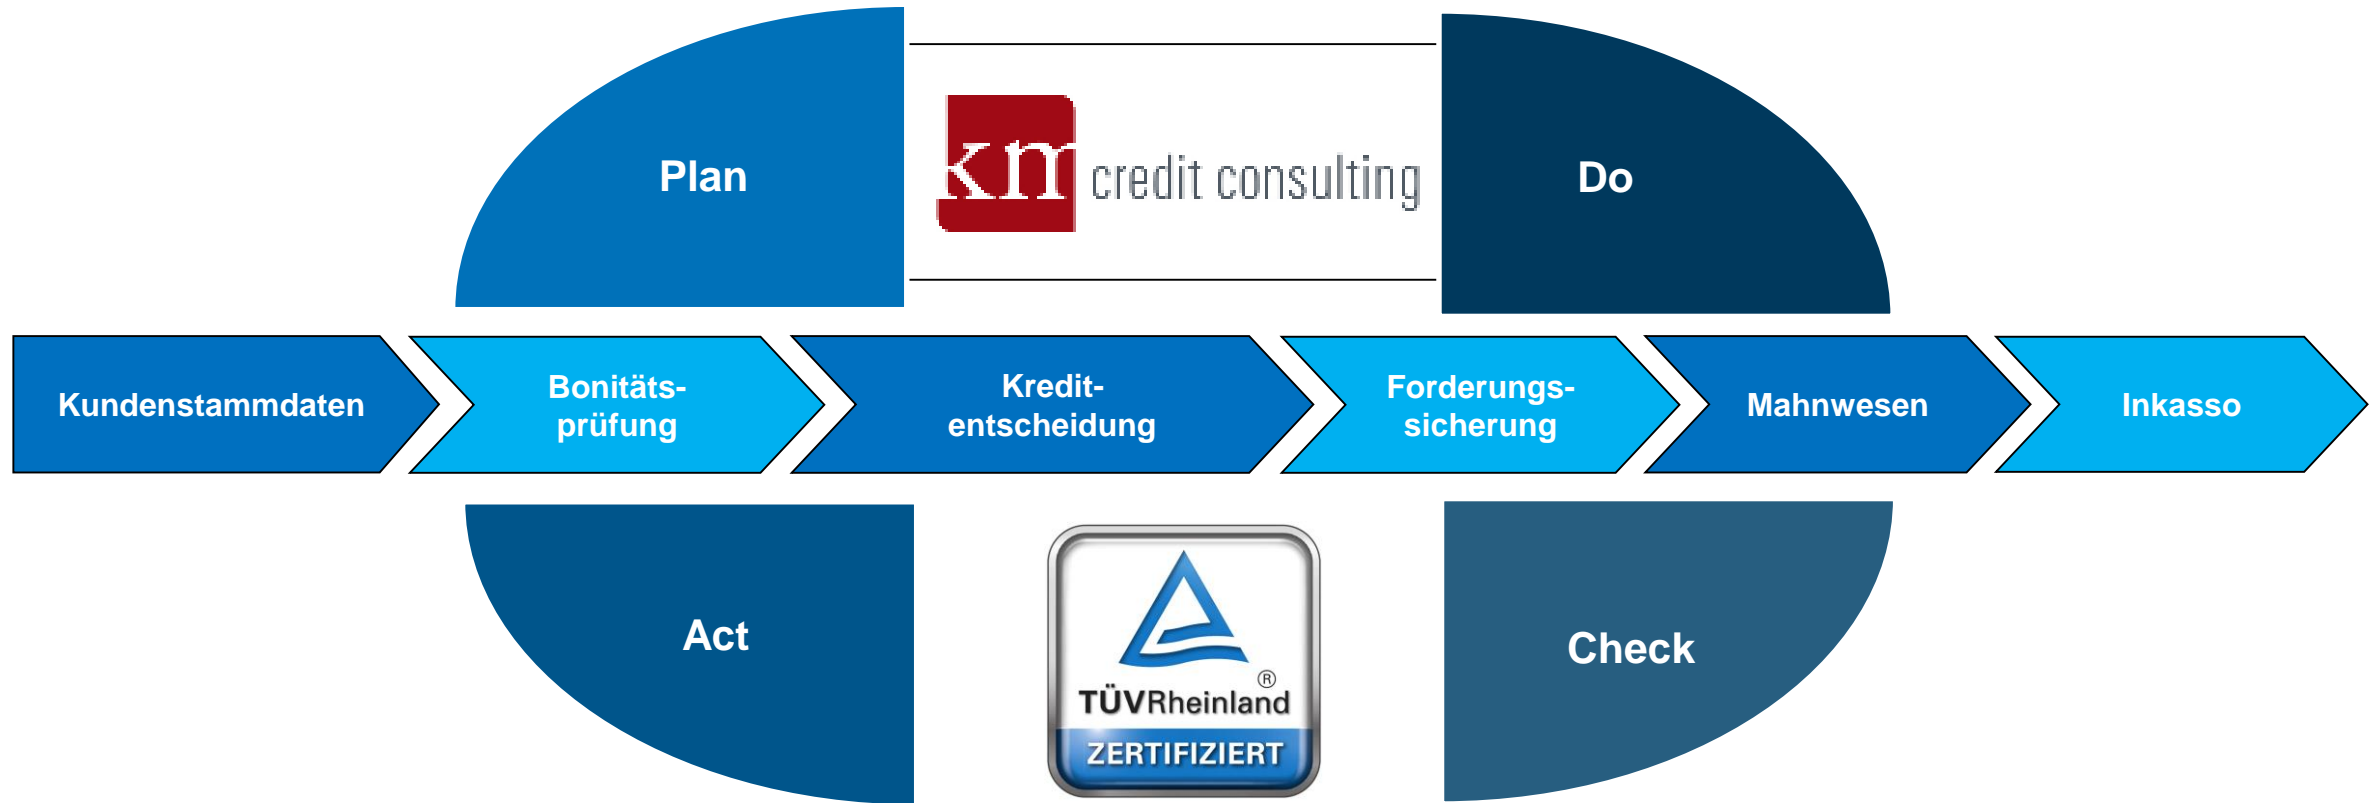 Plan
km credit consulting
Do
Kundenstammdaten
Bonitäts-
prüfung
Kredit-
entscheidung
Forderungs-
sicherung
Mahnwesen
Inkasso
Act
TÜVRheinland®
ZERTIFIZIERT
Check